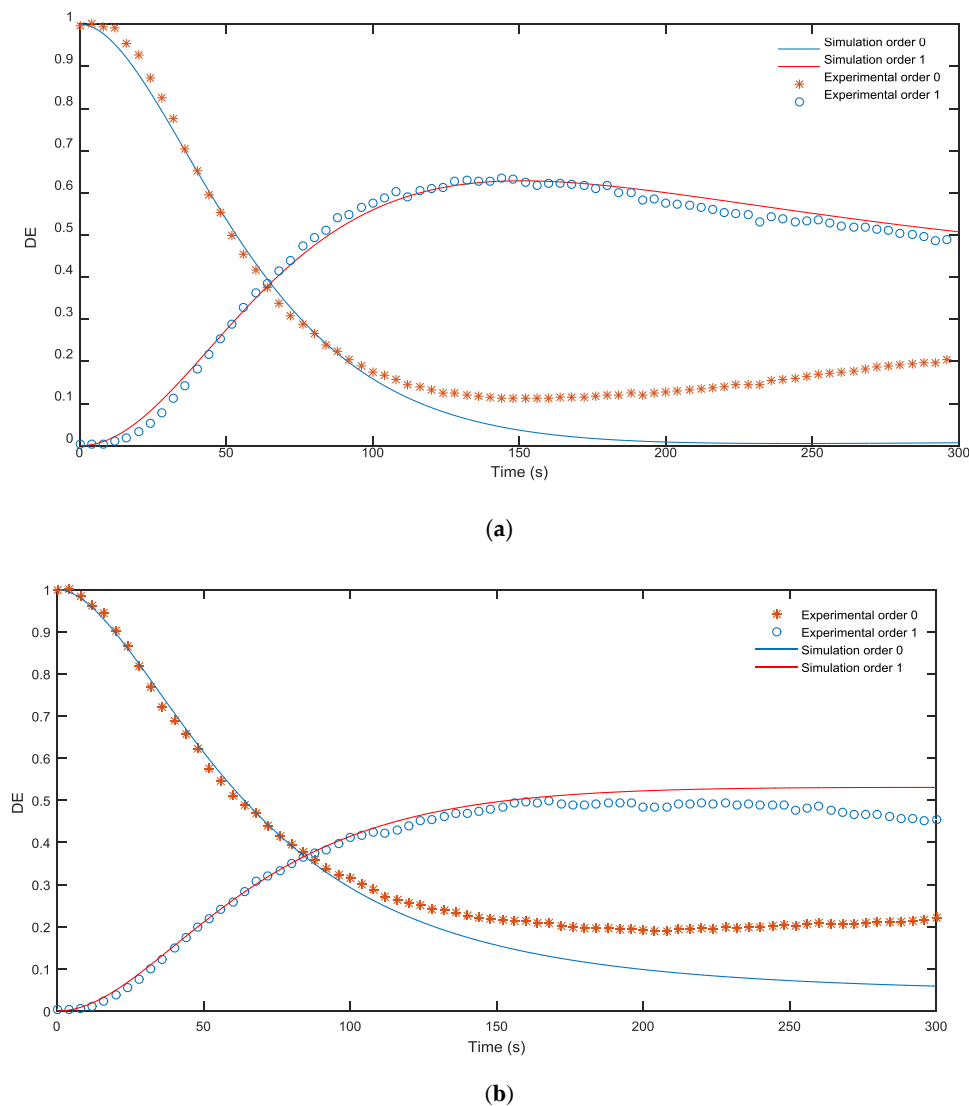 1
0.9
0.8
0.7
0.6
0.5
0.4
0.3
0.2
0.1
0
DE
0 50 100 150 200 250 300
Time (s)
Simulation order 0
Simulation order 1
Experimental order 0
Experimental order 1
(a)
1
0.9
0.8
0.7
0.6
0.5
0.4
0.3
0.2
0.1
0
DE
0 50 100 150 200 250 300
Time (s)
Experimental order 0
Experimental order 1
Simulation order 0
Simulation order 1
(b)